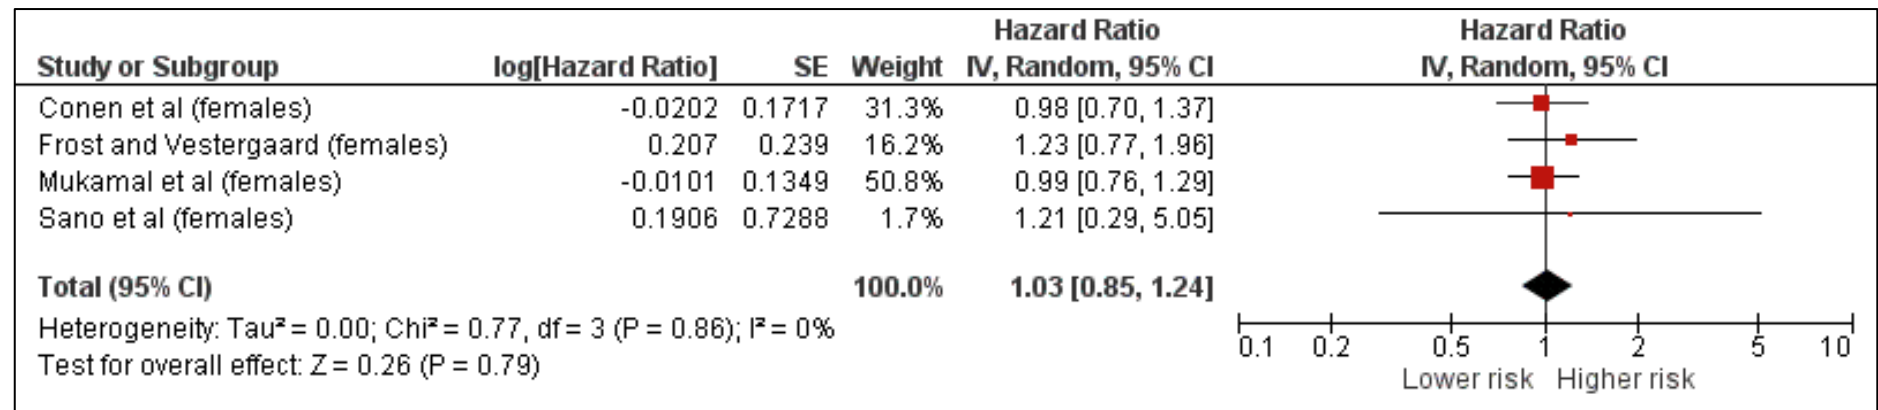 Hazard Ratio Hazard Ratio
Study or Subgroup log[Hazard Ratio] SE Weight IV, Random, 95% CI IV, Random, 95% CI
Conen et al (females) -0.0202 0.1717 31.3% 0.98 [0.70, 1.37]
Frost and Vestergaard (females) 0.207 0.239 16.2% 1.23 [0.77, 1.96]
Mukamal et al (females) -0.0101 0.1349 50.8% 0.99 [0.76, 1.29]
Sano et al (females) 0.1906 0.7288 1.7% 1.21 [0.29, 5.05]
Total (95% CI) 100.0% 1.03 [0.85, 1.24]
Heterogeneity: Tau² = 0.00; Chi² = 0.77, df = 3 (P = 0.86); I² = 0%
Test for overall effect: Z = 0.26 (P = 0.79)
0.1 0.2 0.5 1 2 5 10
Lower risk Higher risk